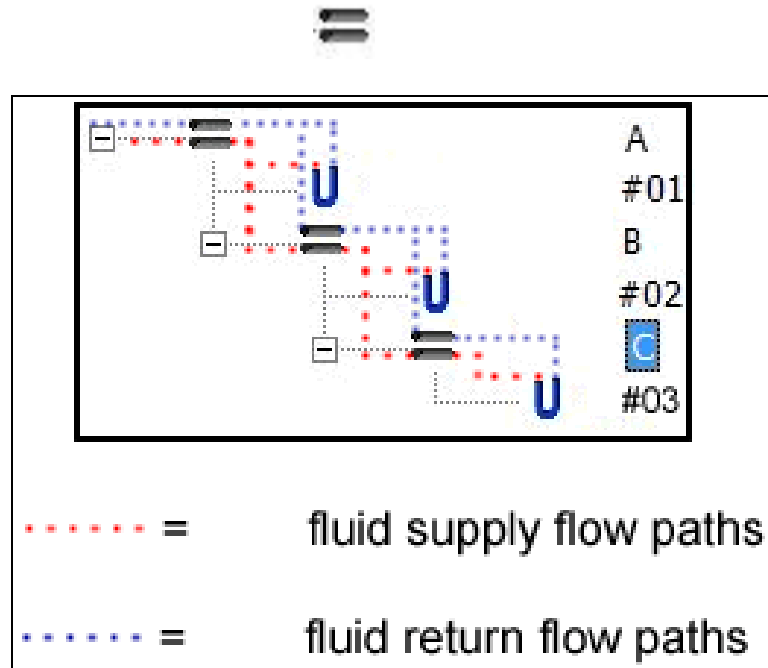 A
#01
B
#02
C
#03
= fluid supply flow paths
= fluid return flow paths